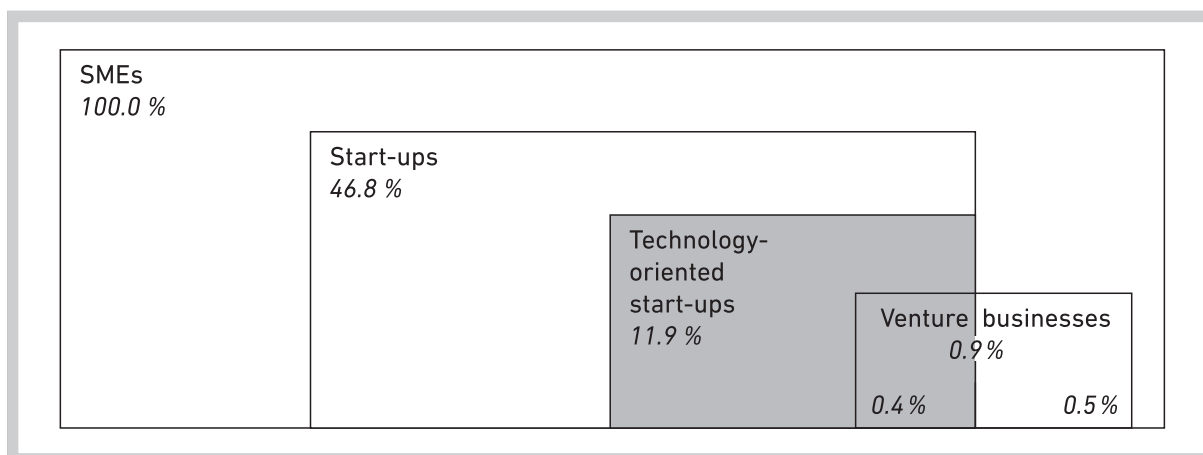 SMEs
100.0 %
Start-ups
46.8 %
Technology-
oriented
start-ups
11.9 %
Venture businesses
0.9 %
0.4 %
0.5 %